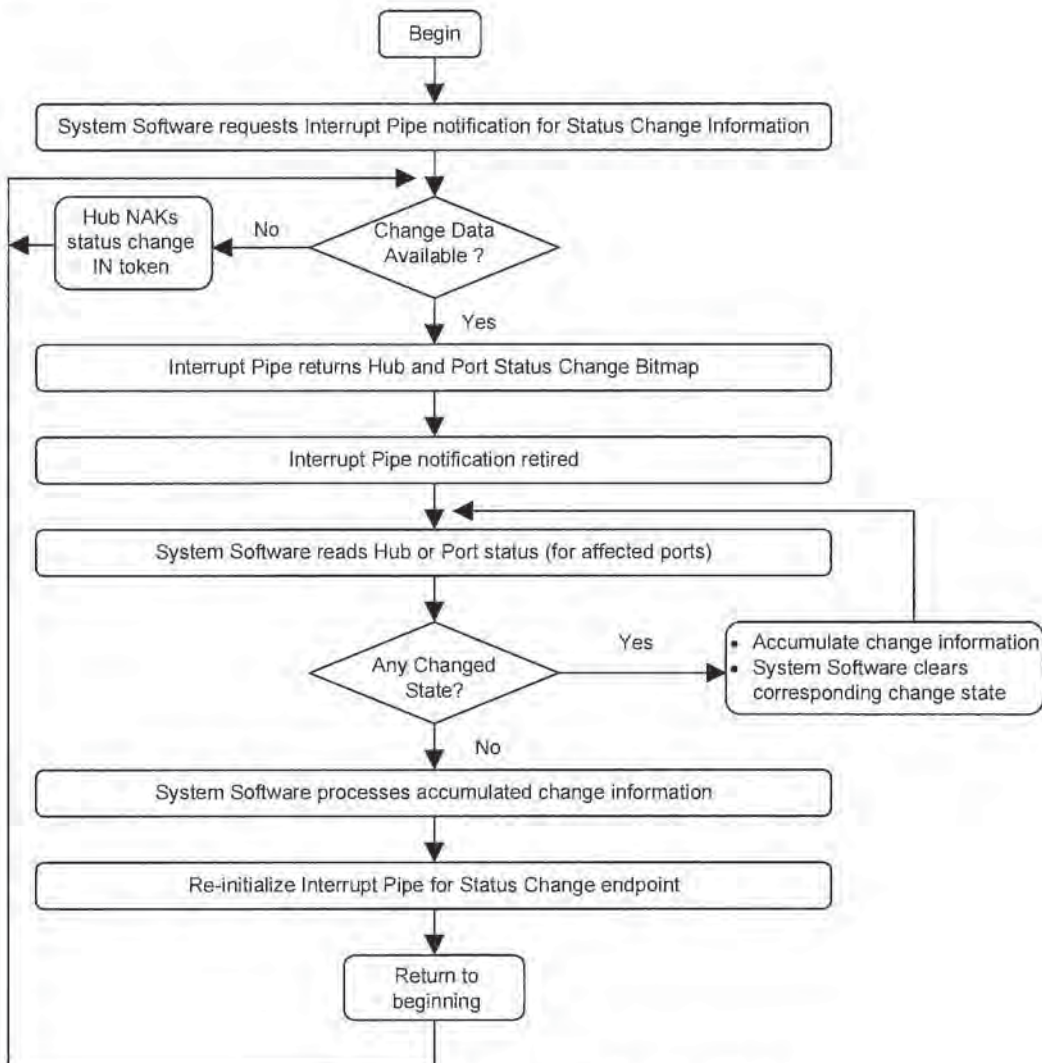 Begin
System Software requests Interrupt Pipe notification for Status Change Information
Hub NAKs
status change
IN token
No
Change Data
Available ?
Yes
Interrupt Pipe returns Hub and Port Status Change Bitmap
Interrupt Pipe notification retired
System Software reads Hub or Port status (for affected ports)
Any Changed
State?
Yes
▪ Accumulate change information
▪ System Software clears
corresponding change state
No
System Software processes accumulated change information
Re-initialize Interrupt Pipe for Status Change endpoint
Return to
beginning